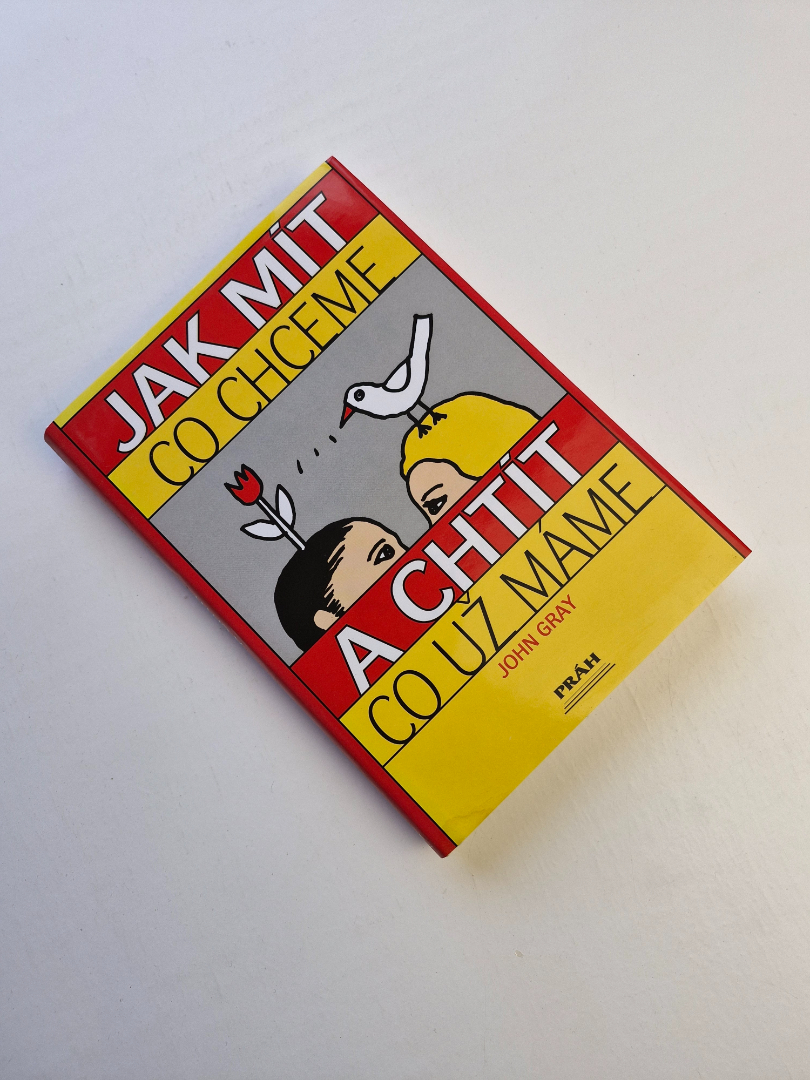 JAK MÍT
CO CHCEME
A CHTÍT
CO UŽ MÁME
JOHN GRAY
PRÁH